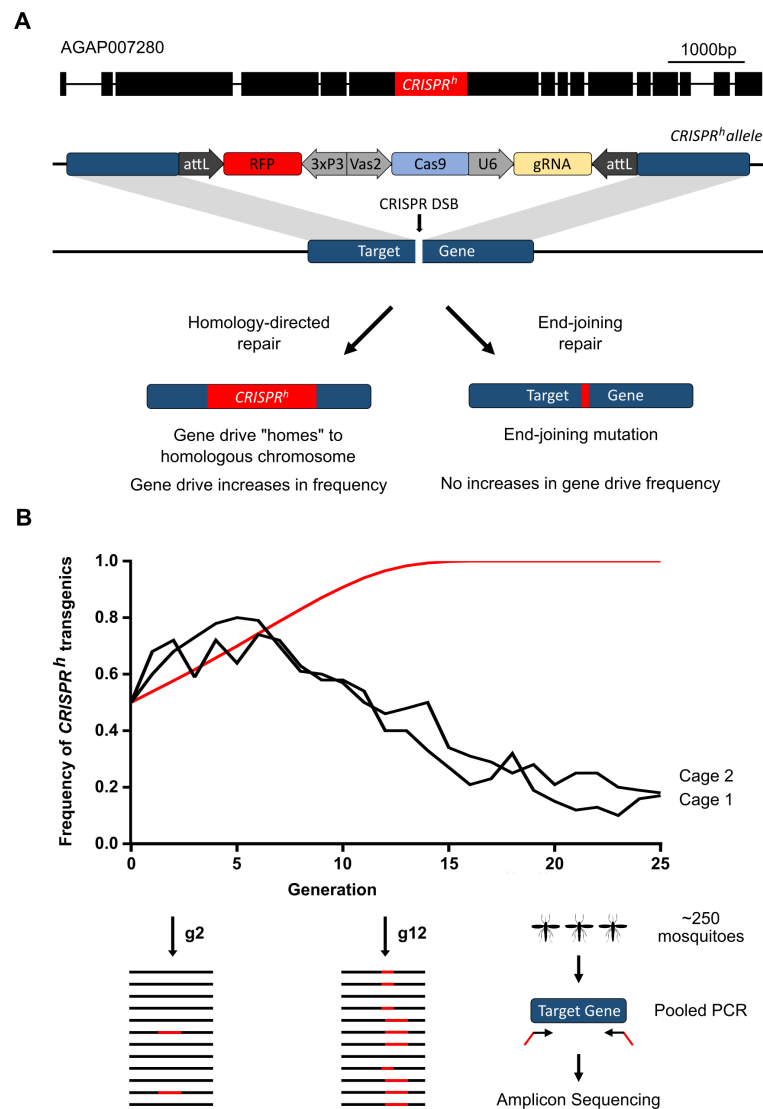 A
AGAP007280
1000bp
CRISPRʰ
CRISPRʰ allele
attL RFP 3xP3 Vas2 Cas9 U6 gRNA attL
CRISPR DSB
Target Gene
Homology-directed
repair
End-joining
repair
CRISPRʰ
Target Gene
Gene drive "homes" to
homologous chromosome
End-joining mutation
Gene drive increases in frequency
No increases in gene drive frequency
B
Frequency of CRISPRʰ transgenics
1.0
0.8
0.6
0.4
0.2
0.0
Cage 2
Cage 1
0 5 10 15 20 25
Generation
g2
g12
~250
mosquitoes
Target Gene
Pooled PCR
Amplicon Sequencing